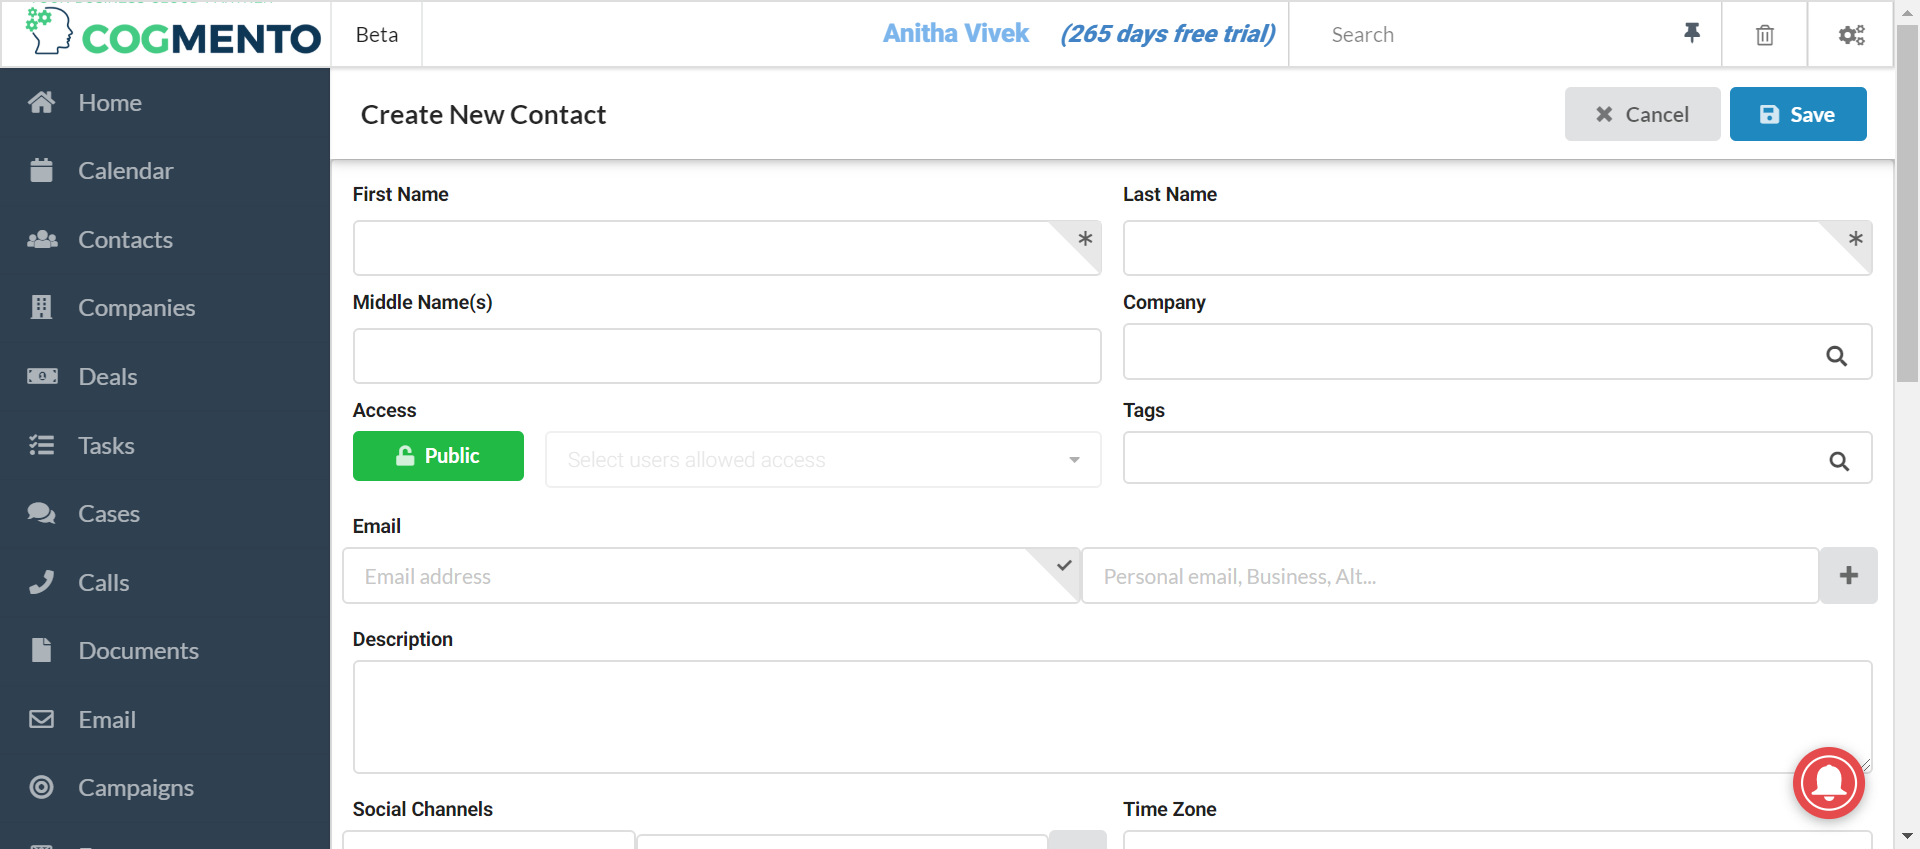 COGMENTO
Beta
Anitha Vivek (265 days free trial)
Search
Home
Calendar
Contacts
Companies
Deals
Tasks
Cases
Calls
Documents
Email
Campaigns
Create New Contact
Cancel
Save
First Name
Last Name
Middle Name(s)
Company
Access
Tags
Public
Select users allowed access
Email
Email address
Personal email, Business, Alt...
Description
Social Channels
Time Zone